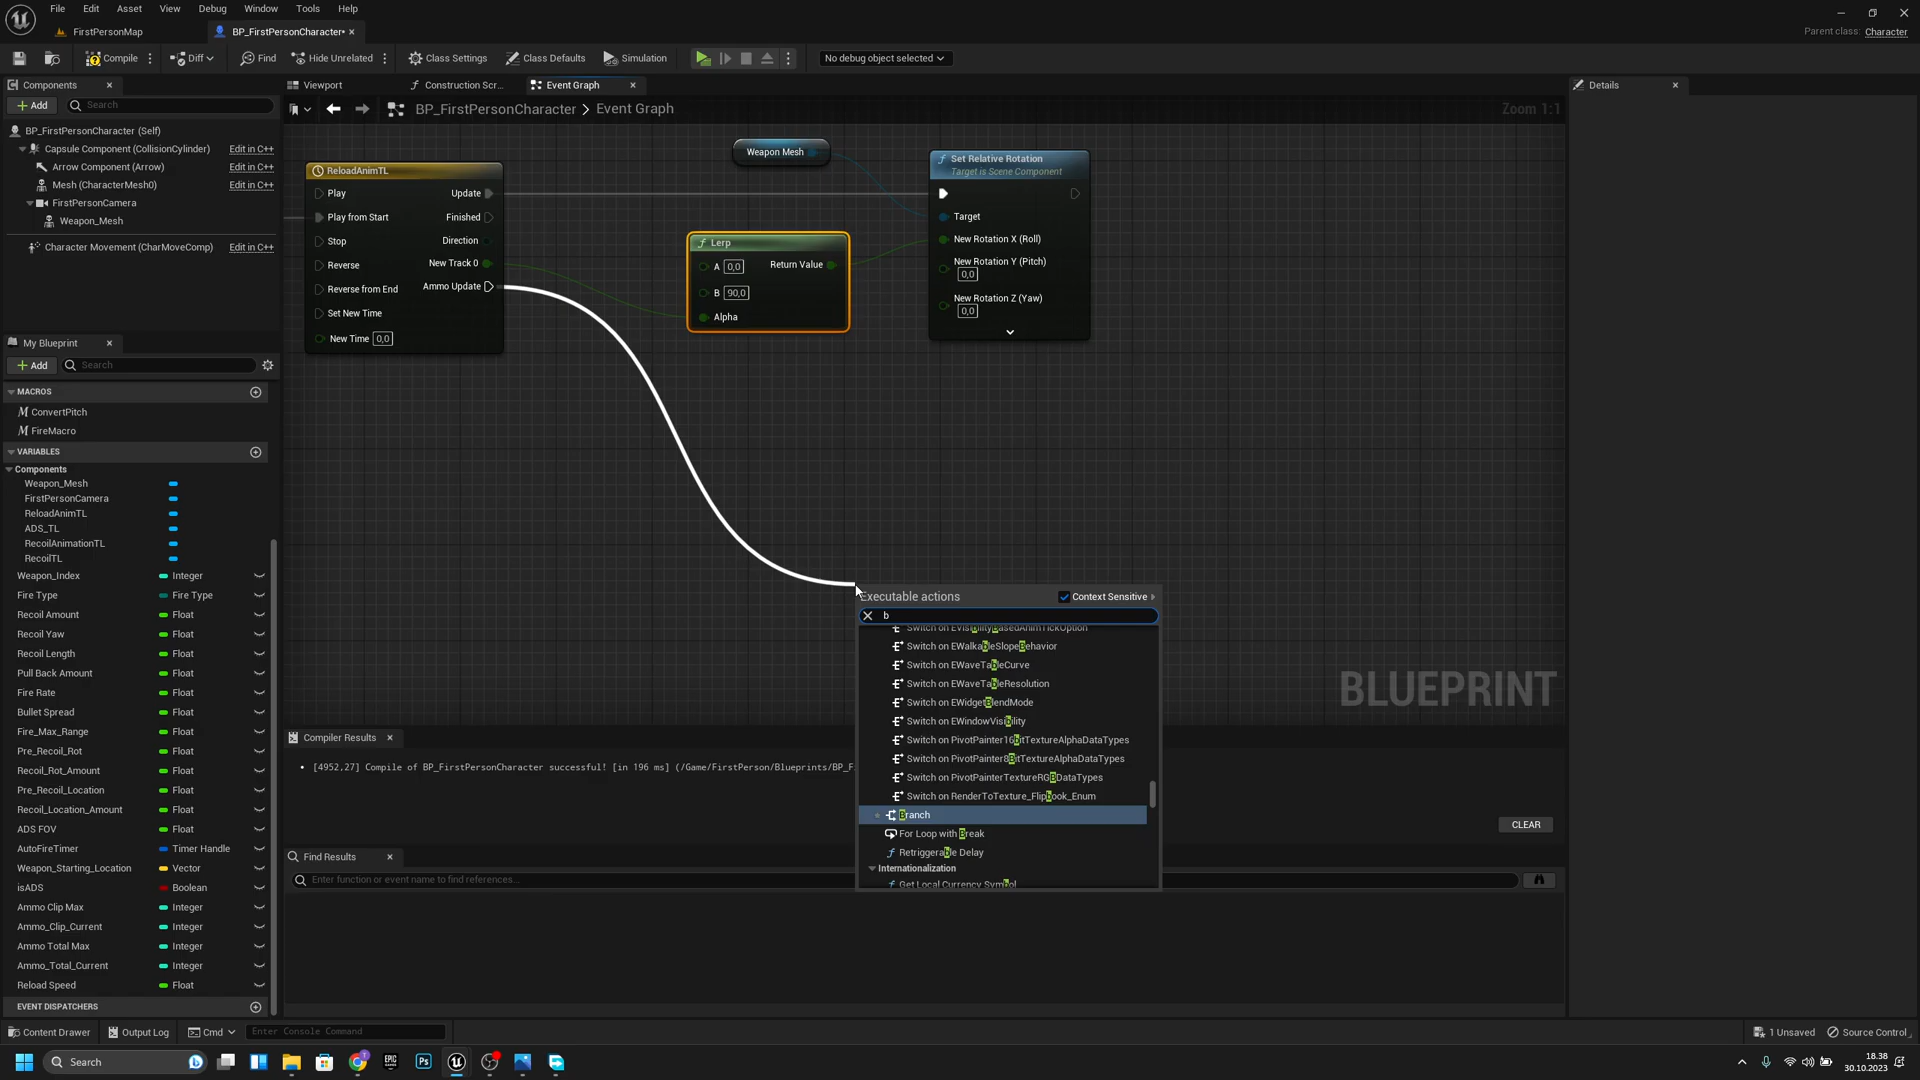 File Edit Asset View Debug Window Tools Help
FirstPersonMap
BP_FirstPersonCharacter•
Parent class: Character
Compile Diff Find Hide Unrelated Class Settings Class Defaults Simulation No debug object selected
Components
Viewport Construction Scr... Event Graph
Details
Add Search
BP_FirstPersonCharacter > Event Graph
Zoom 1:1
BP_FirstPersonCharacter (Self)
Capsule Component (CollisionCylinder) Edit in C++
Arrow Component (Arrow) Edit in C++
Mesh (CharacterMesh0) Edit in C++
FirstPersonCamera
Weapon_Mesh
Character Movement (CharMoveComp) Edit in C++
ReloadAnimTL
Play Update
Play from Start Finished
Stop Direction
Reverse New Track 0
Reverse from End Ammo Update
Set New Time
New Time 0,0
Weapon Mesh
Lerp
A 0,0 Return Value
B 90,0
Alpha
Set Relative Rotation
Target is Scene Component
Target
New Rotation X (Roll)
New Rotation Y (Pitch)
0,0
New Rotation Z (Yaw)
0,0
My Blueprint
Add Search
MACROS
ConvertPitch
FireMacro
VARIABLES
Components
Weapon_Mesh
FirstPersonCamera
ReloadAnimTL
ADS_TL
RecoilAnimationTL
RecoilTL
Weapon_Index Integer
Fire Type Fire Type
Recoil Amount Float
Recoil Yaw Float
Recoil Length Float
Pull Back Amount Float
Fire Rate Float
Bullet Spread Float
Fire_Max_Range Float
Pre_Recoil_Rot Float
Recoil_Rot_Amount Float
Pre_Recoil_Location Float
Recoil_Location_Amount Float
ADS FOV Float
AutoFireTimer Timer Handle
Weapon_Starting_Location Vector
isADS Boolean
Ammo Clip Max Integer
Ammo_Clip_Current Integer
Ammo Total Max Integer
Ammo_Total_Current Integer
Reload Speed Float
EVENT DISPATCHERS
Executable actions Context Sensitive
b
Switch on EVisibilityBasedAnimTickOption
Switch on EWalkableSlopeBehavior
Switch on EWaveTableCurve
Switch on EWaveTableResolution
Switch on EWidgetBlendMode
Switch on EWindowVisibility
Switch on PivotPainter16bitTextureAlphaDataTypes
Switch on PivotPainter8BitTextureAlphaDataTypes
Switch on PivotPainterTextureRGBDataTypes
Switch on RenderToTexture_Flipbook_Enum
Branch
For Loop with Break
Retriggerable Delay
Internationalization
Get Local Currency Symbol
BLUEPRINT
Compiler Results
[4952,27] Compile of BP_FirstPersonCharacter successful! [in 196 ms] (/Game/FirstPerson/Blueprints/BP_F
CLEAR
Find Results
Enter function or event name to find references...
Content Drawer Output Log Cmd Enter Console Command
1 Unsaved Source Control
Search
18.38
30.10.2023